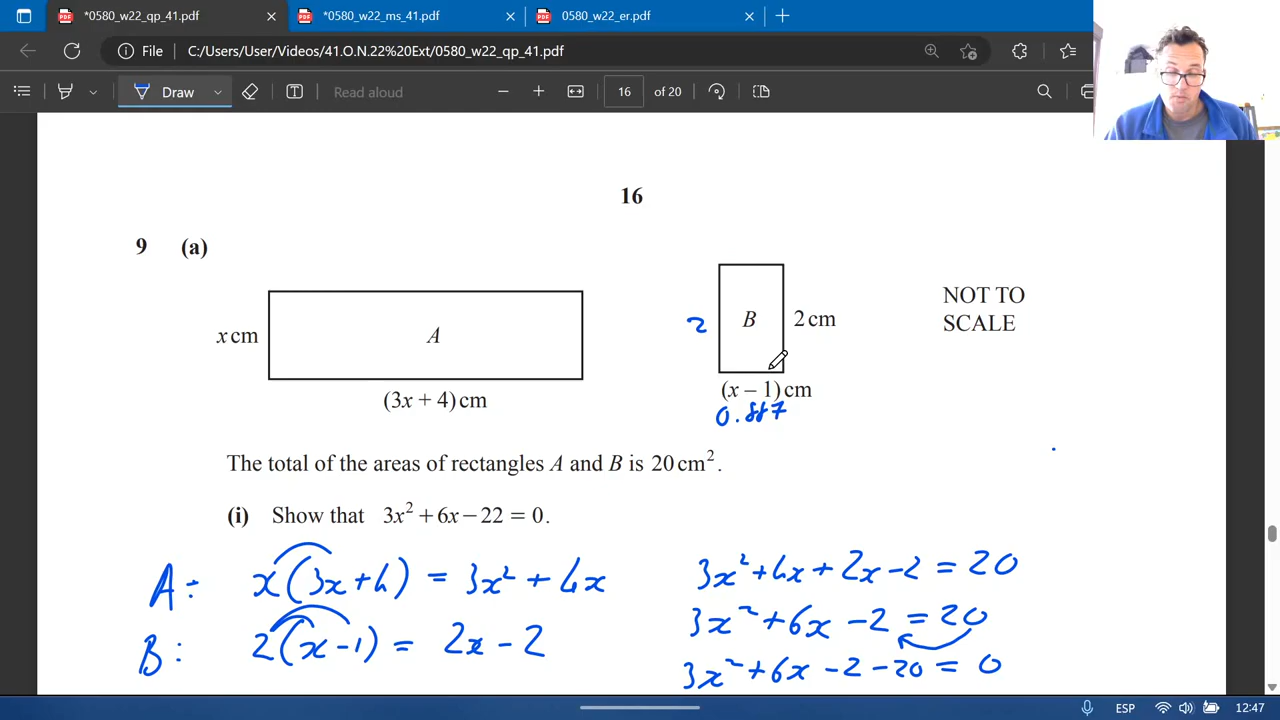 *0580_w22_qp_41.pdf
*0580_w22_ms_41.pdf
0580_w22_er.pdf
File
C:/Users/User/Videos/41.O.N.22%20Ext/0580_w22_qp_41.pdf
Draw
Read aloud
16 of 20
16
9 (a)
x cm
A
(3x + 4) cm
2
B
2 cm
(x – 1) cm
0.887
NOT TO
SCALE
The total of the areas of rectangles A and B is 20 cm².
(i) Show that 3x² + 6x − 22 = 0.
A: x(3x+4) = 3x² + 4x
B: 2(x−1) = 2x − 2
3x² + 4x + 2x − 2 = 20
3x² + 6x − 2 = 20
3x² + 6x − 2 − 20 = 0
ESP
12:47